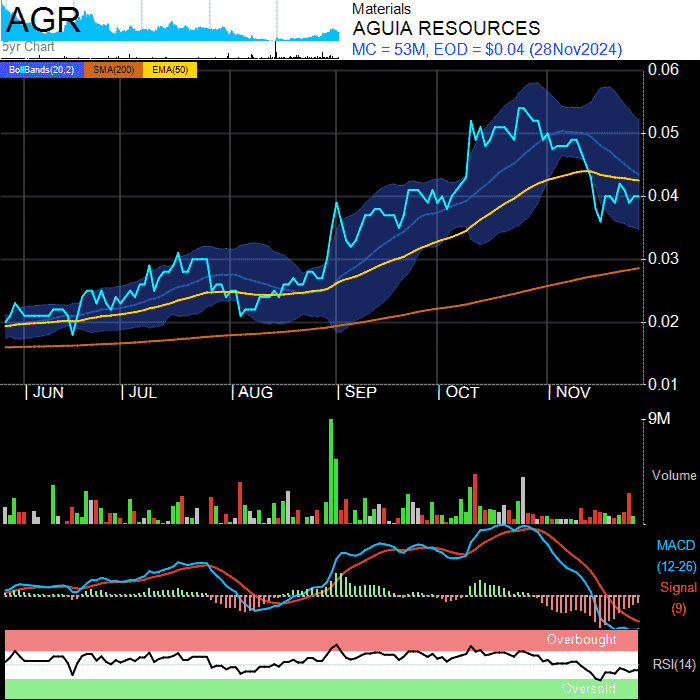 AGR
5yr Chart
Materials
AGUIA RESOURCES
MC = 53M, EOD = $0.04 (28Nov2024)
BollBands(20,2) SMA(200) EMA(50)
0.06
0.05
0.04
0.03
0.02
0.01
JUN JUL AUG SEP OCT NOV
9M
Volume
MACD
(12-26)
Signal
(9)
Overbought
RSI(14)
Oversold